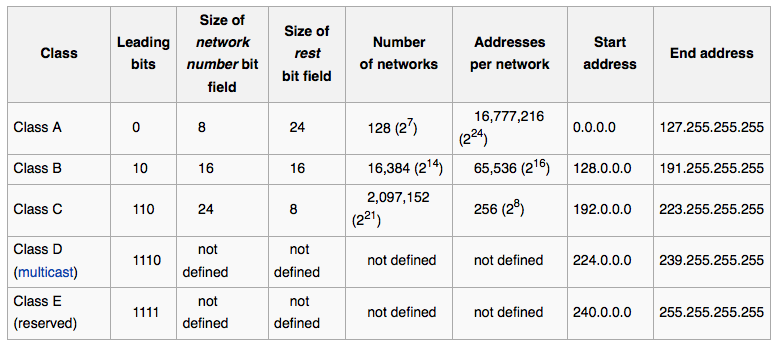 Class Leading bits Size of network number bit field Size of rest bit field Number of networks Addresses per network Start address End address
Class A 0 8 24 128 (2^7) 16,777,216 (2^24) 0.0.0.0 127.255.255.255
Class B 10 16 16 16,384 (2^14) 65,536 (2^16) 128.0.0.0 191.255.255.255
Class C 110 24 8 2,097,152 (2^21) 256 (2^8) 192.0.0.0 223.255.255.255
Class D (multicast) 1110 not defined not defined not defined not defined 224.0.0.0 239.255.255.255
Class E (reserved) 1111 not defined not defined not defined not defined 240.0.0.0 255.255.255.255